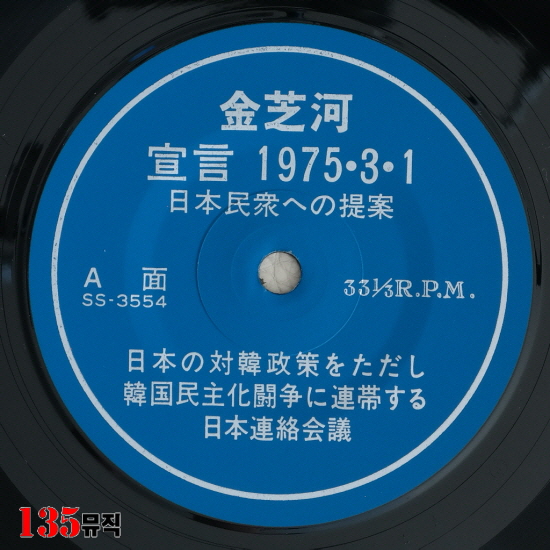 金芝河
宣言 1975・3・1
日本民衆への提案
A 面
SS-3554
33⅓R.P.M.
日本の対韓政策をただし
韓国民主化闘争に連帯する
日本連絡会議
135뮤직